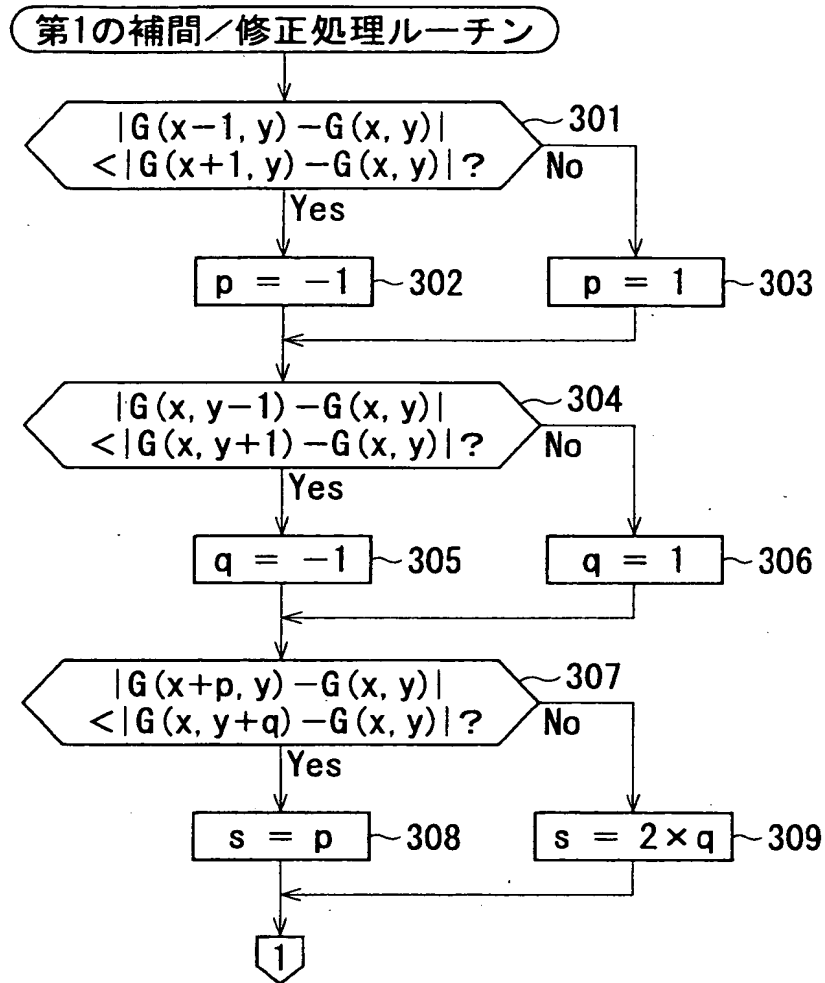 第1の補間／修正処理ルーチン
|G(x−1, y)−G(x, y)|
<|G(x+1, y)−G(x, y)|?
301
No
Yes
p = −1
302
p = 1
303
|G(x, y−1)−G(x, y)|
<|G(x, y+1)−G(x, y)|?
304
No
Yes
q = −1
305
q = 1
306
|G(x+p, y)−G(x, y)|
<|G(x, y+q)−G(x, y)|?
307
No
Yes
s = p
308
s = 2×q
309
1